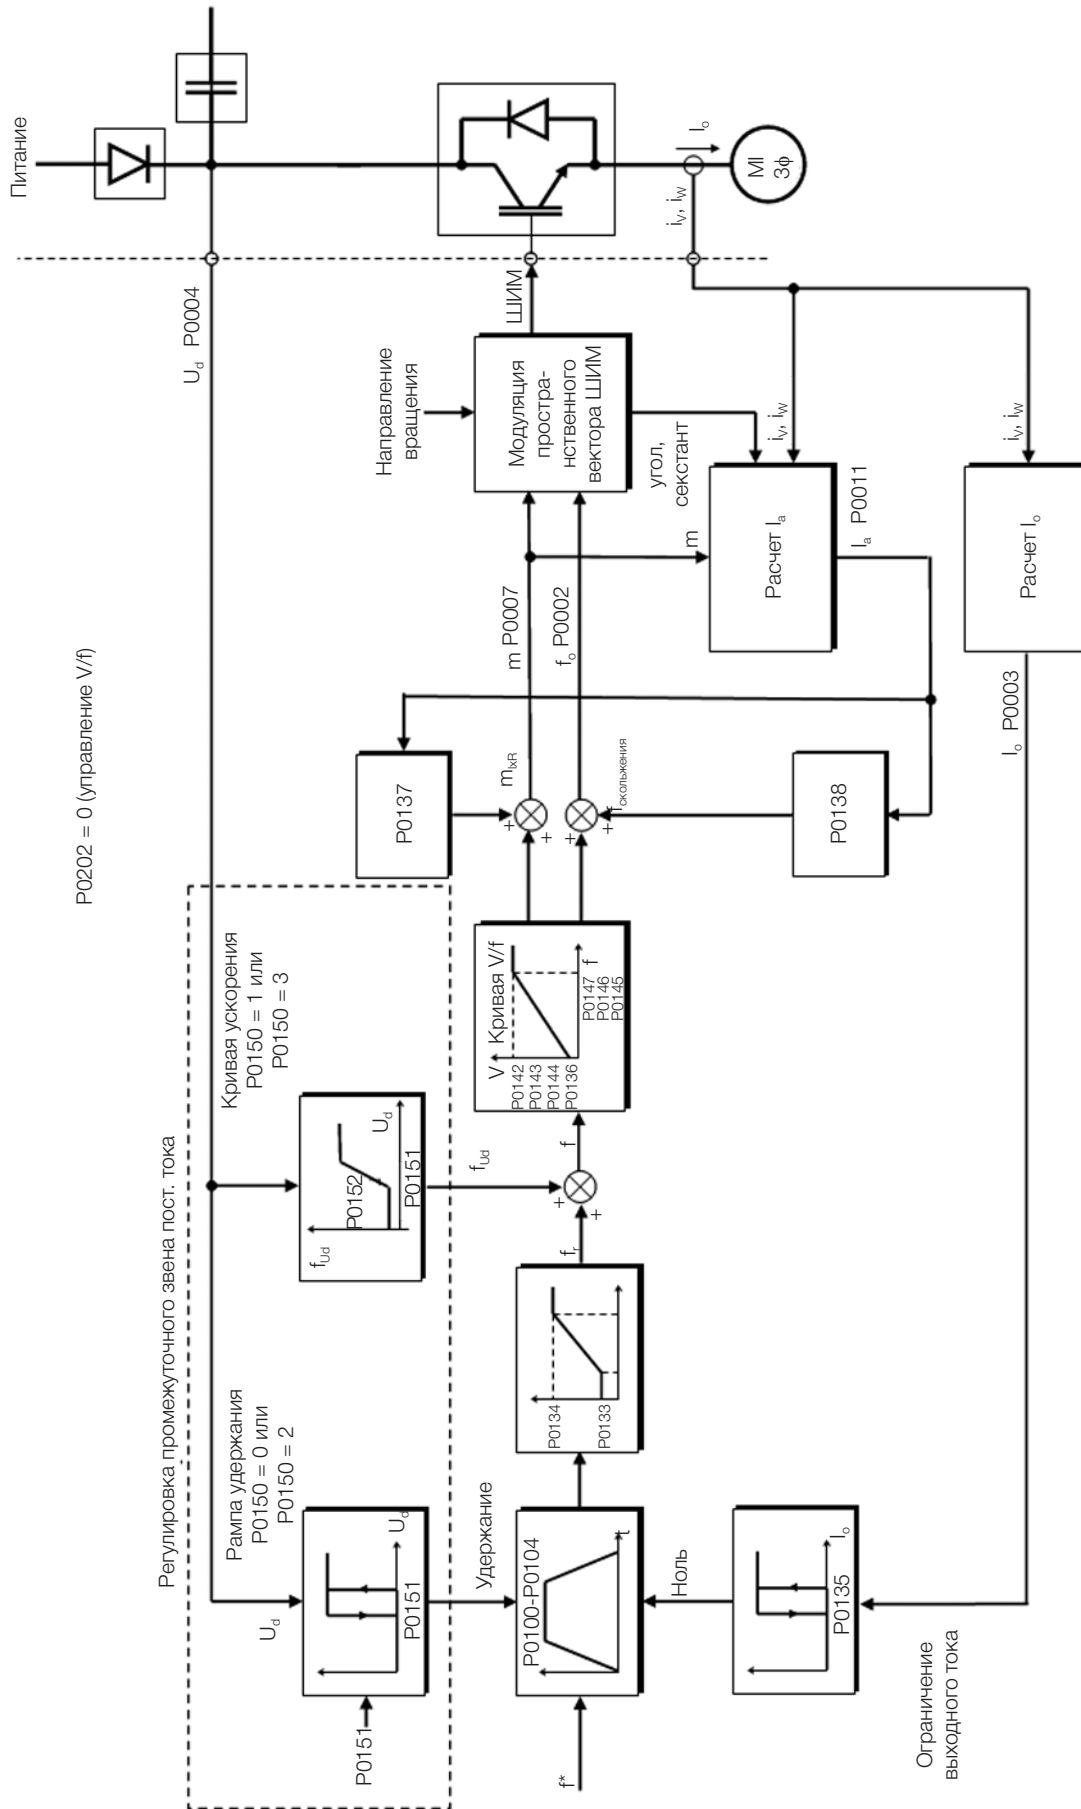 P0202 = 0 (управление V/f)
Регулировка промежуточного звена пост. тока
Рампа удержания
P0150 = 0 или
P0150 = 2
Кривая ускорения
P0150 = 1 или
P0150 = 3
U_d P0004
Питание
U_d
U_d
P0151
P0151
f_Ud
P0152
U_d
P0151
f_Ud
Удержание
f*
P0100-P0104
t
P0134
P0133
f_r
+
+
f
V
Кривая V/f
P0142
P0143
P0144
P0136
f
P0147
P0146
P0145
P0137
m_IxR
+
+
+
+
f_скольжения
m P0007
f_o P0002
Направление
вращения
Модуляция
простра-
нственного
вектора ШИМ
ШИМ
угол,
секстант
m
i_V, i_W
I_o
MI
3ф
i_V, i_W
Расчет I_a
I_a P0011
P0138
i_V, i_W
Расчет I_o
I_o P0003
Ноль
I_o
P0135
Ограничение
выходного тока